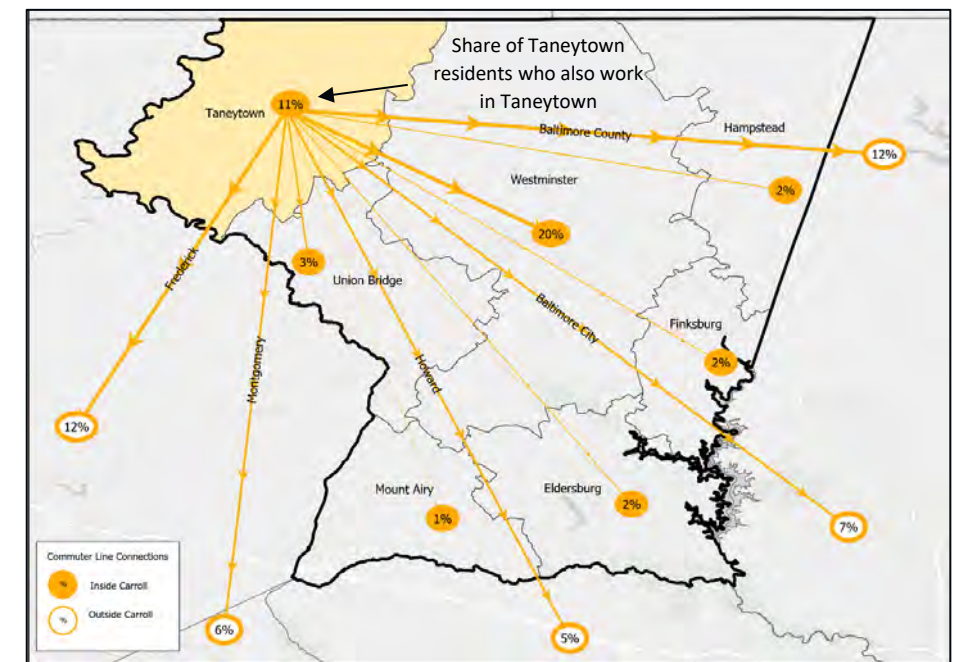 Share of Taneytown
residents who also work
in Taneytown
11%
Taneytown
Baltimore County
Hampstead
12%
Westminster
2%
20%
3%
Union Bridge
Frederick
Baltimore City
Finksburg
2%
Montgomery
Howard
12%
Mount Airy
1%
Eldersburg
2%
7%
Commuter Line Connections
% Inside Carroll
% Outside Carroll
6%
5%